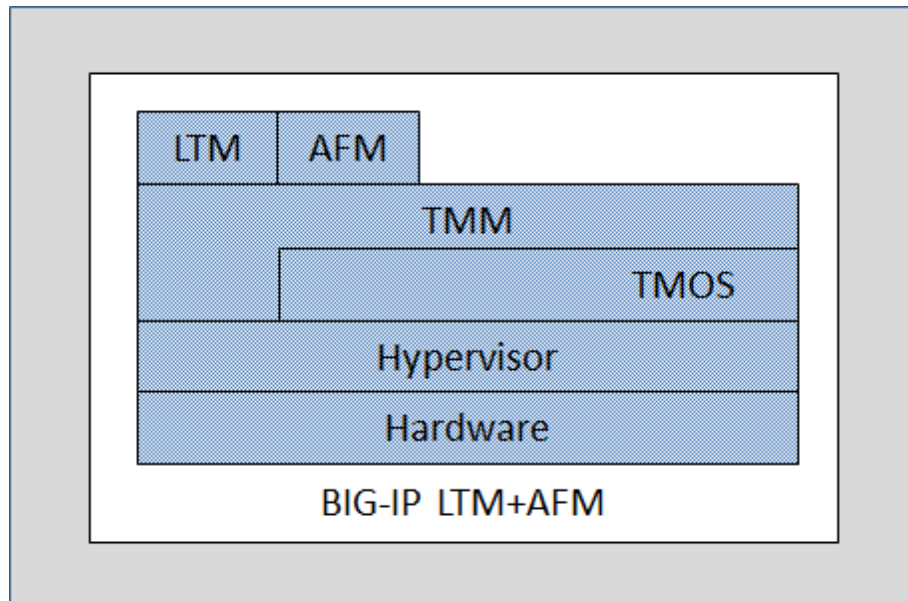 LTM AFM
TMM
TMOS
Hypervisor
Hardware
BIG-IP LTM+AFM